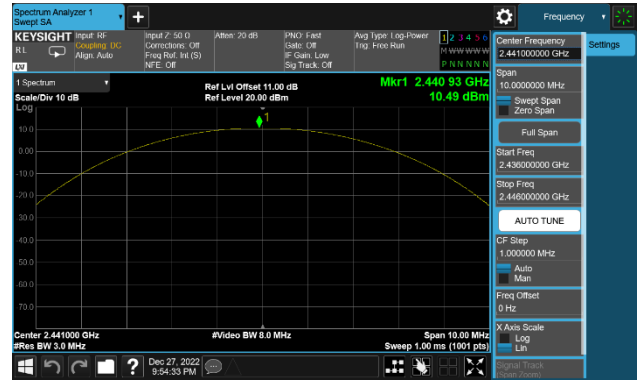 Spectrum Analyzer 1
Swept SA
+
Frequency
KEYSIGHT
Input: RF
Coupling: DC
Align: Auto
RL
LXI
Input Z: 50 Ω
Corrections: Off
Freq Ref: Int (S)
NFE: Off
Atten: 20 dB
PNO: Fast
Gate: Off
IF Gain: Low
Sig Track: Off
Avg Type: Log-Power
Trig: Free Run
1 2 3 4 5 6
M W W W W W
P N N N N N
1 Spectrum
Scale/Div 10 dB
Log
Ref Lvl Offset 11.00 dB
Ref Level 20.00 dBm
Mkr1 2.440 93 GHz
10.49 dBm
1
10.0
0.00
-10.0
-20.0
-30.0
-40.0
-50.0
-60.0
-70.0
Center 2.441000 GHz
#Res BW 3.0 MHz
#Video BW 8.0 MHz
Span 10.00 MHz
Sweep 1.00 ms (1001 pts)
?
Dec 27, 2022
9:54:33 PM
Center Frequency
2.441000000 GHz
Span
10.0000000 MHz
Swept Span
Zero Span
Full Span
Start Freq
2.436000000 GHz
Stop Freq
2.446000000 GHz
AUTO TUNE
CF Step
1.000000 MHz
Auto
Man
Freq Offset
0 Hz
X Axis Scale
Log
Lin
Signal Track
(Span Zoom)
Settings